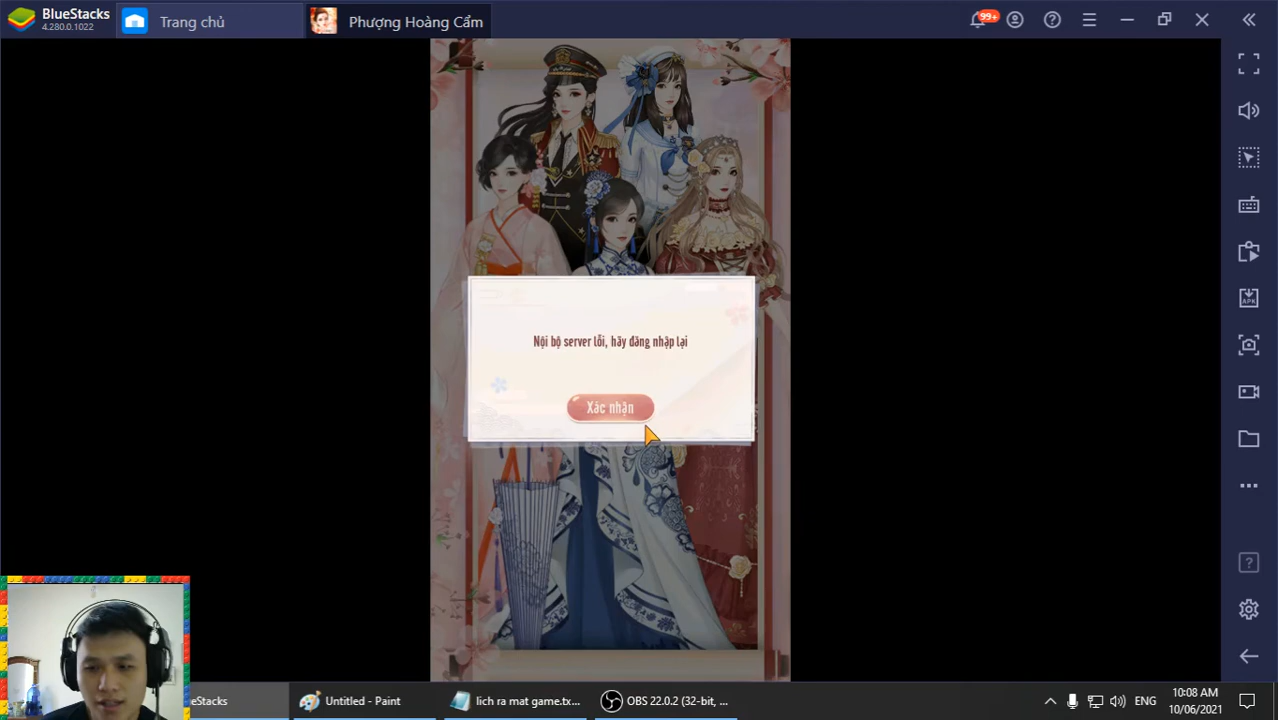 BlueStacks
4.280.0.1022
Trang chủ
Phượng Hoàng Cẩm
99+
APK
Nội bộ server lỗi, hãy đăng nhập lại
Xác nhận
eStacks
Untitled - Paint
lich ra mat game.tx...
OBS 22.0.2 (32-bit, ...
ENG
10:08 AM
10/06/2021